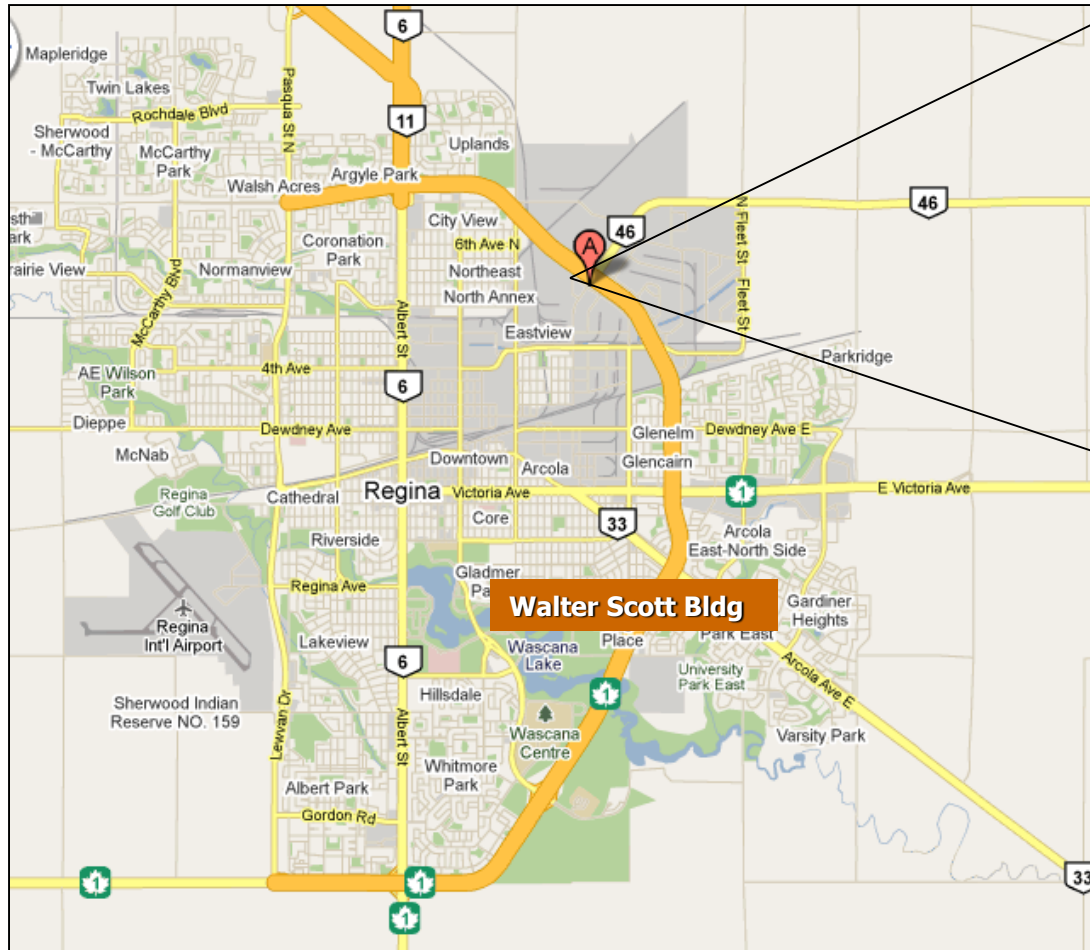 6
Mapleridge
Twin Lakes
Pasqua St N
Rochdale Blvd
11
Sherwood
- McCarthy
McCarthy
Park
Uplands
Walsh Acres
Argyle Park
46
N Fleet St
City View
46
6th Ave N
A
Coronation
Park
Normanview
Northeast
North Annex
rairie View
McCarthy Blvd
Fleet St
Albert St
Eastview
Parkridge
4th Ave
AE Wilson
Park
6
Dieppe
Dewdney Ave
Glenelm
Dewdney Ave E
McNab
Downtown
Arcola
Glencairn
Regina
Golf Club
Cathedral
Regina
Victoria Ave
1
E Victoria Ave
Core
33
Riverside
Arcola
East-North Side
Gladmer
Regina Ave
Walter Scott Bldg
Gardiner
Heights
Regina
Int'l Airport
Lakeview
Place
Park East
Wascana
Lake
6
University
Park East
Arcola Ave E
Sherwood Indian
Reserve NO. 159
Hillsdale
1
Lewvan Dr
Albert St
Wascana
Centre
Varsity Park
Whitmore
Park
Albert Park
Gordon Rd
1
1
33
1